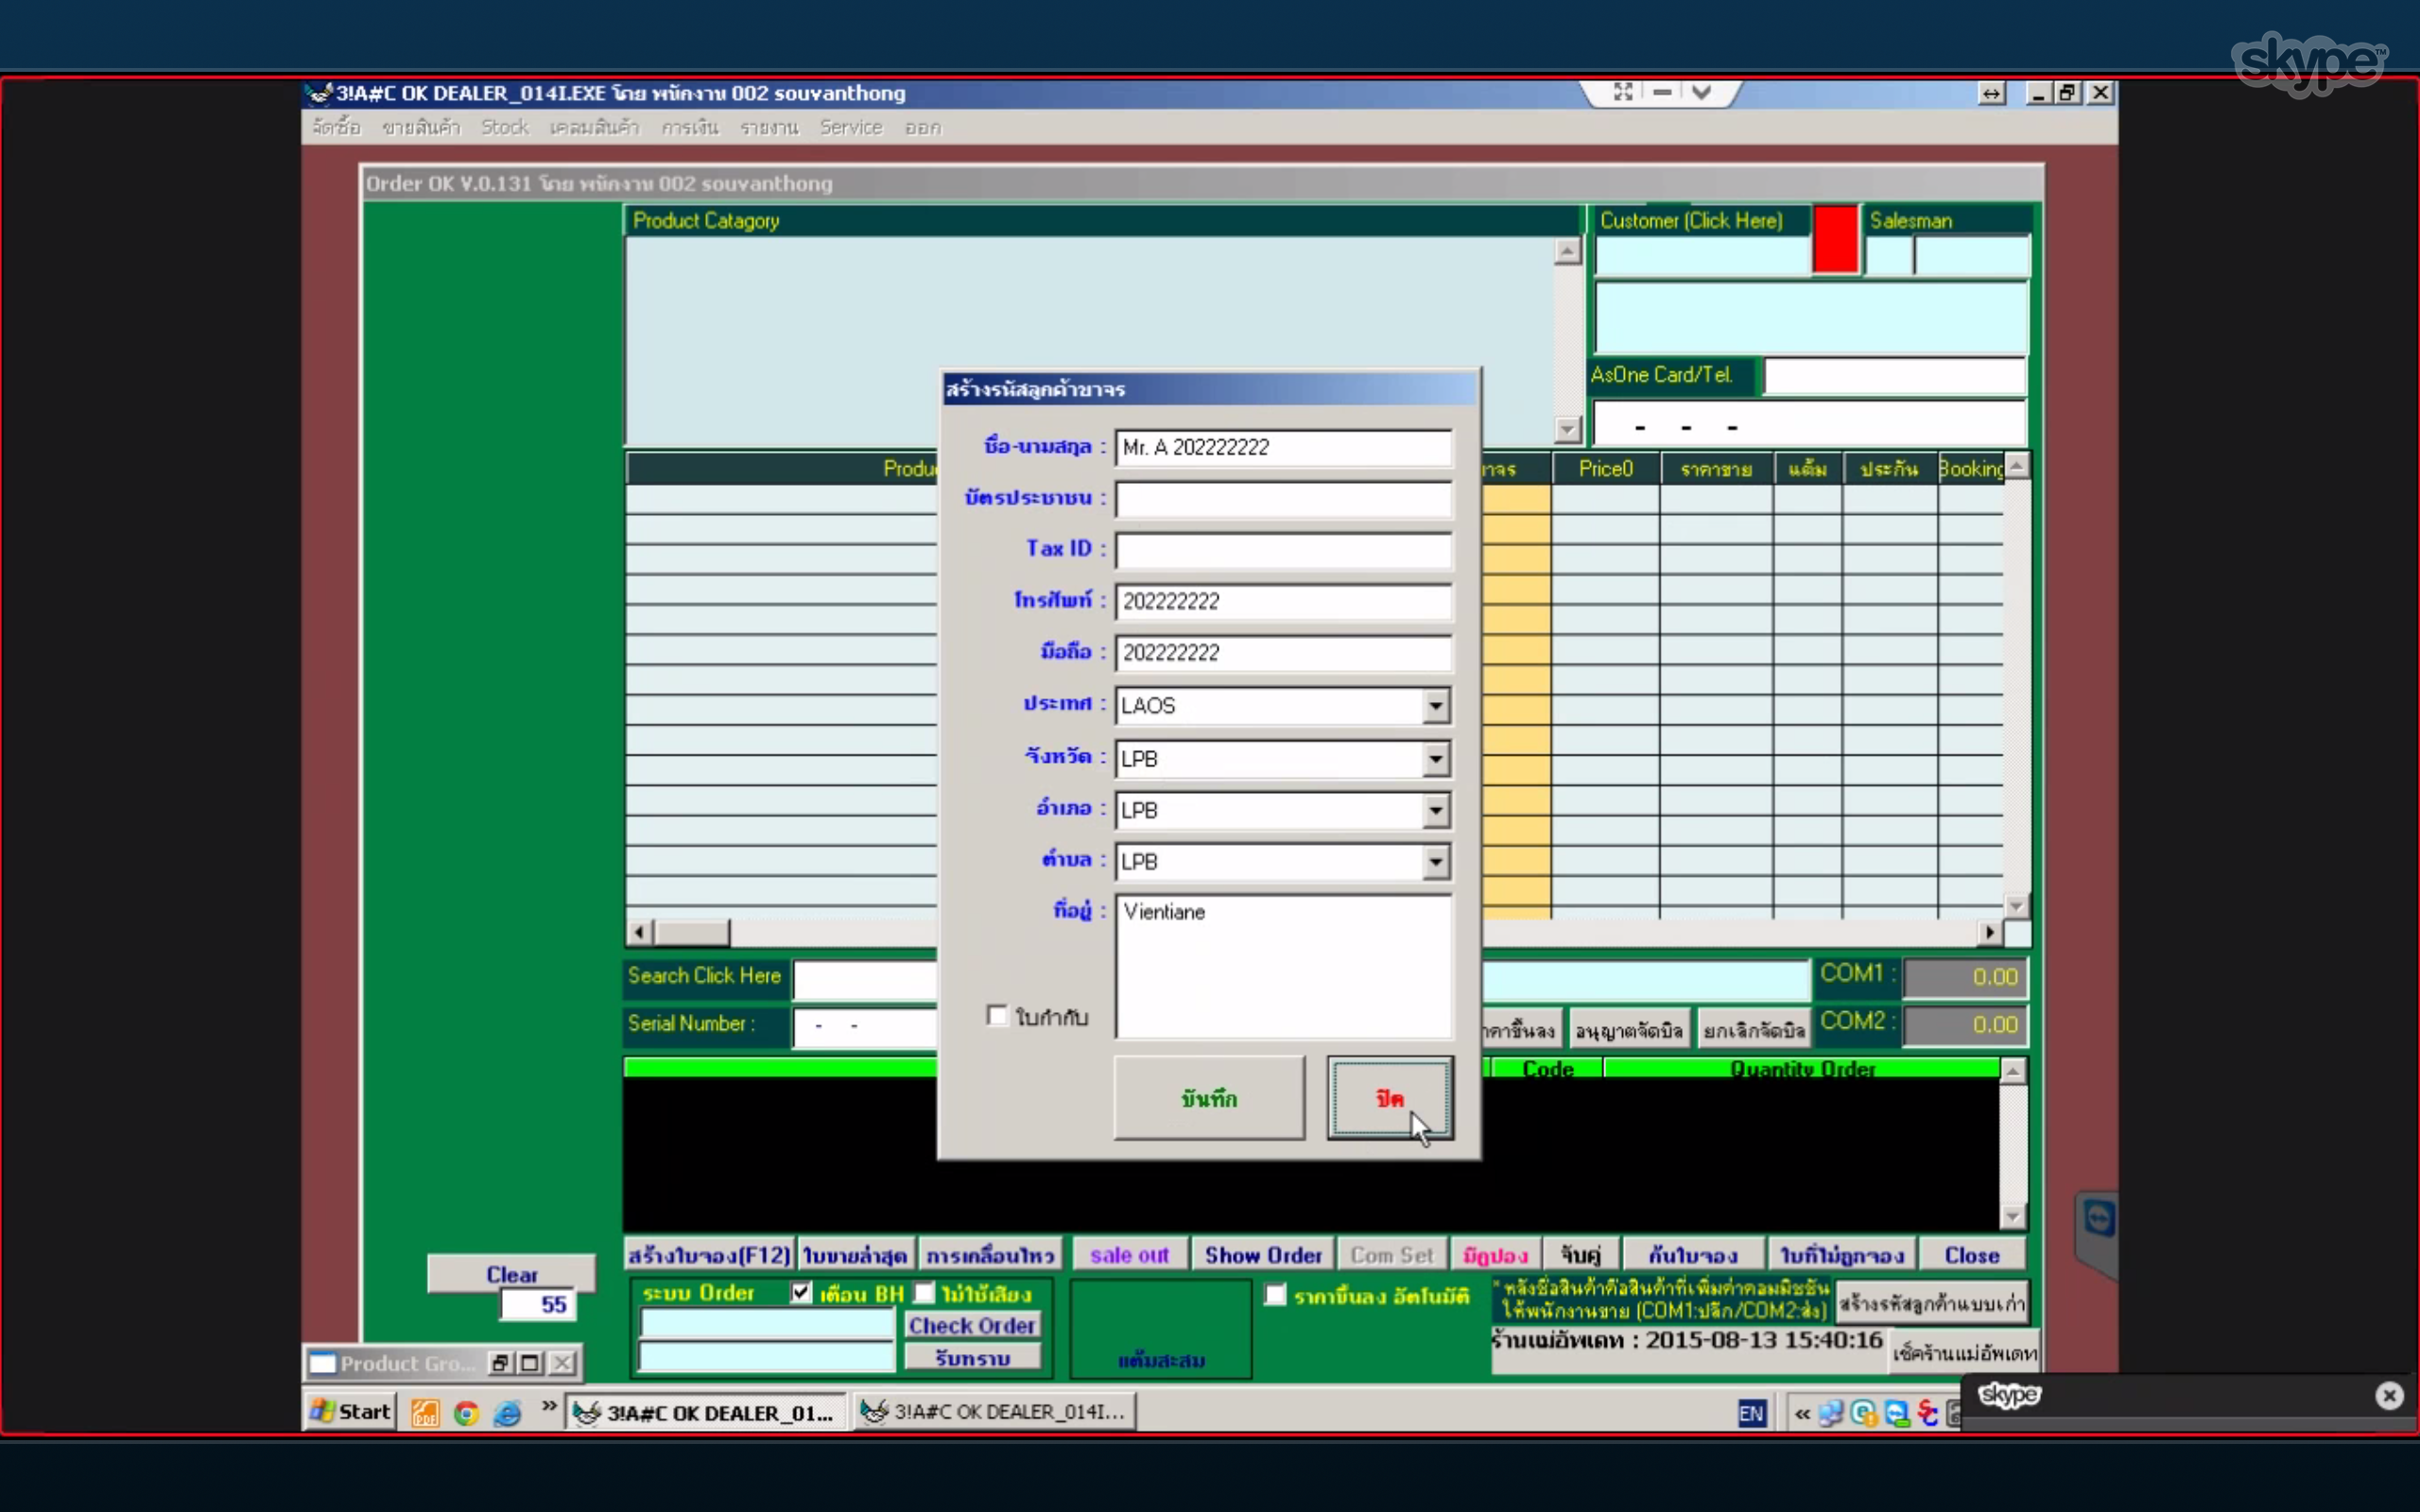 skype™
3!A#C OK DEALER_014I.EXE โดย พนักงาน 002 souvanthong
จัดซื้อ ขายสินค้า Stock เคลมสินค้า การเงิน รายงาน Service ออก
Order OK V.0.131 โดย พนักงาน 002 souvanthong
Product Catagory
Customer (Click Here)
Salesman
AsOne Card/Tel.
- - -
สร้างรหัสลูกค้าขาจร
ชื่อ-นามสกุล : Mr. A 202222222
บัตรประชาชน :
Tax ID :
โทรศัพท์ : 202222222
มือถือ : 202222222
ประเทศ : LAOS
จังหวัด : LPB
อำเภอ : LPB
ตำบล : LPB
ที่อยู่ : Vientiane
ใบกำกับ
บันทึก ปิด
Price0 ราคาขาย แต้ม ประกัน Booking
Search Click Here
COM1 : 0.00
Serial Number : - -
อนุญาตจัดบิล ยกเลิกจัดบิล COM2 : 0.00
Code Quantity Order
สร้างใบจอง(F12) ใบขายล่าสุด การเคลื่อนไหว sale out Show Order Com Set มีคูปอง จับคู่ ค้นใบจอง ใบที่ไม่ถูกจอง Close
Clear
55
ระบบ Order เตือน BH ไม่ใช้เสียง
Check Order
รับทราบ
แต้มสะสม
ราคาขึ้นลง อัตโนมัติ
* หลังชื่อสินค้าคือสินค้าที่เพิ่มค่าคอมมิชชัน
ให้พนักงานขาย (COM1:ปลีก/COM2:ส่ง)
สร้างรหัสลูกค้าแบบเก่า
ร้านแม่อัพเดท : 2015-08-13 15:40:16
เช็คร้านแม่อัพเดท
Product Gro...
Start » 3!A#C OK DEALER_01... 3!A#C OK DEALER_014I... EN «
skype